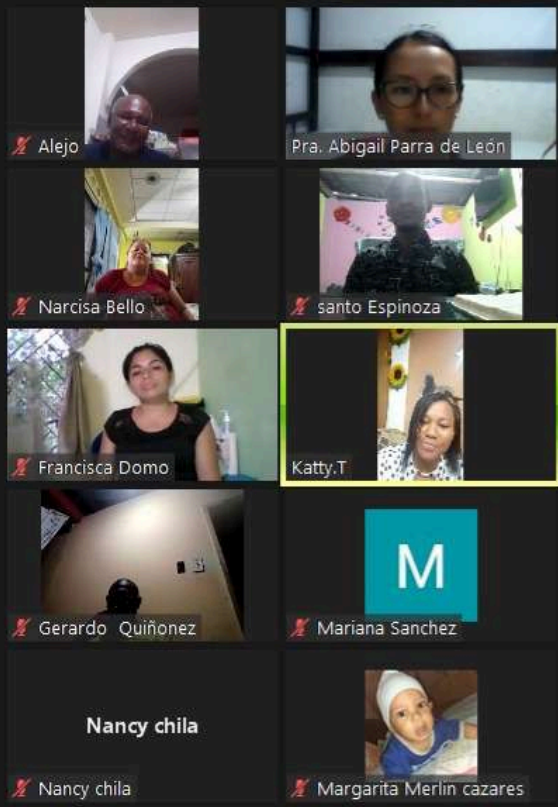 Alejo
Pra. Abigail Parra de León
Narcisa Bello
santo Espinoza
Francisca Domo
Katty.T
Gerardo Quiñonez
M
Mariana Sanchez
Nancy chila
Nancy chila
Margarita Merlin cazares